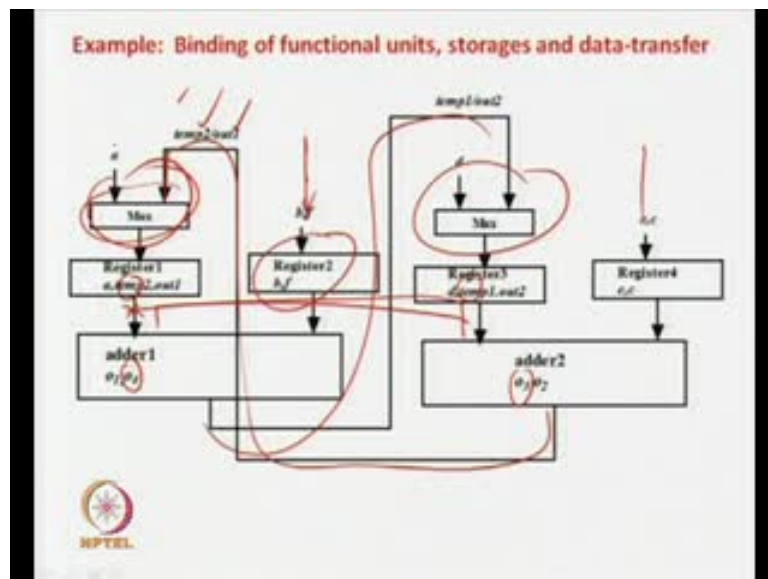 Example: Binding of functional units, storages and data-transfer
temp1/out2
temp2/out1
a
d
b,f
Mux
Mux
Register1
a,temp2,out1
Register2
b,f
Register3
d,temp1,out2
Register4
adder1
adder2
NPTEL